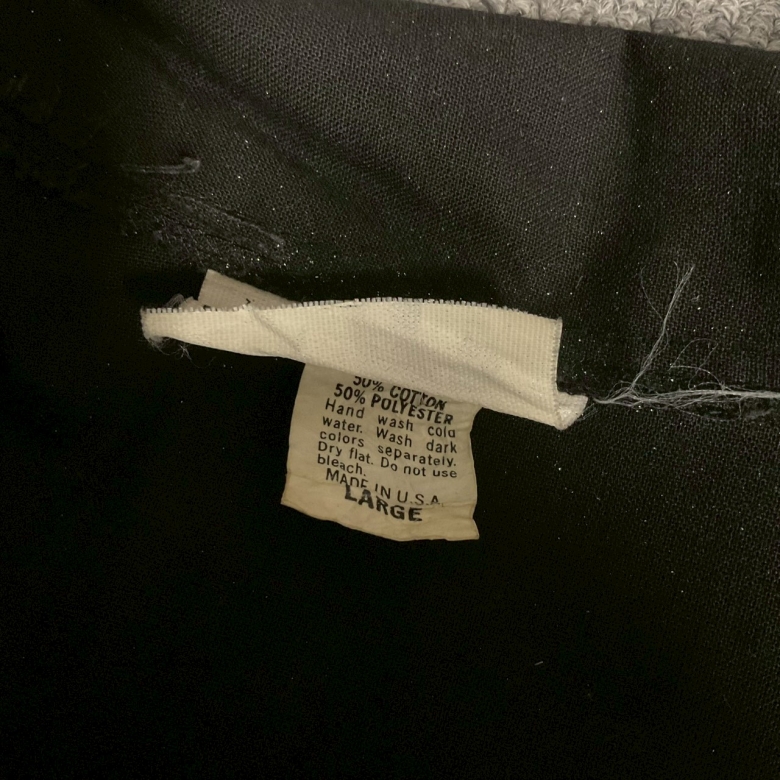 50% COTTON
50% POLYESTER
Hand wash cold
water. Wash dark
colors separately.
Dry flat. Do not use
bleach.
MADE IN U.S.A.
LARGE